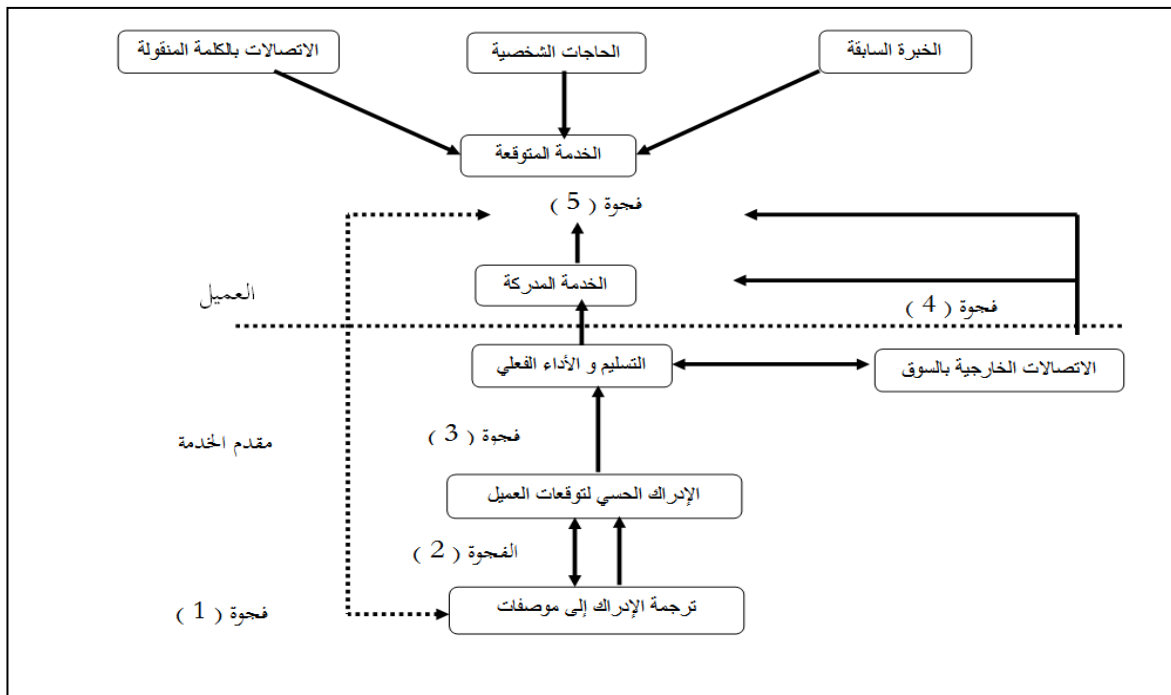 الخبرة السابقة
الحاجات الشخصية
الاتصالات بالكلمة المنقولة
الخدمة المتوقعة
فجوة ( 5 )
الخدمة المدركة
العميل
فجوة ( 4 )
التسليم و الأداء الفعلي
الاتصالات الخارجية بالسوق
فجوة ( 3 )
مقدم الخدمة
الإدراك الحسي لتوقعات العميل
الفجوة ( 2 )
ترجمة الإدراك إلى موصفات
فجوة ( 1 )